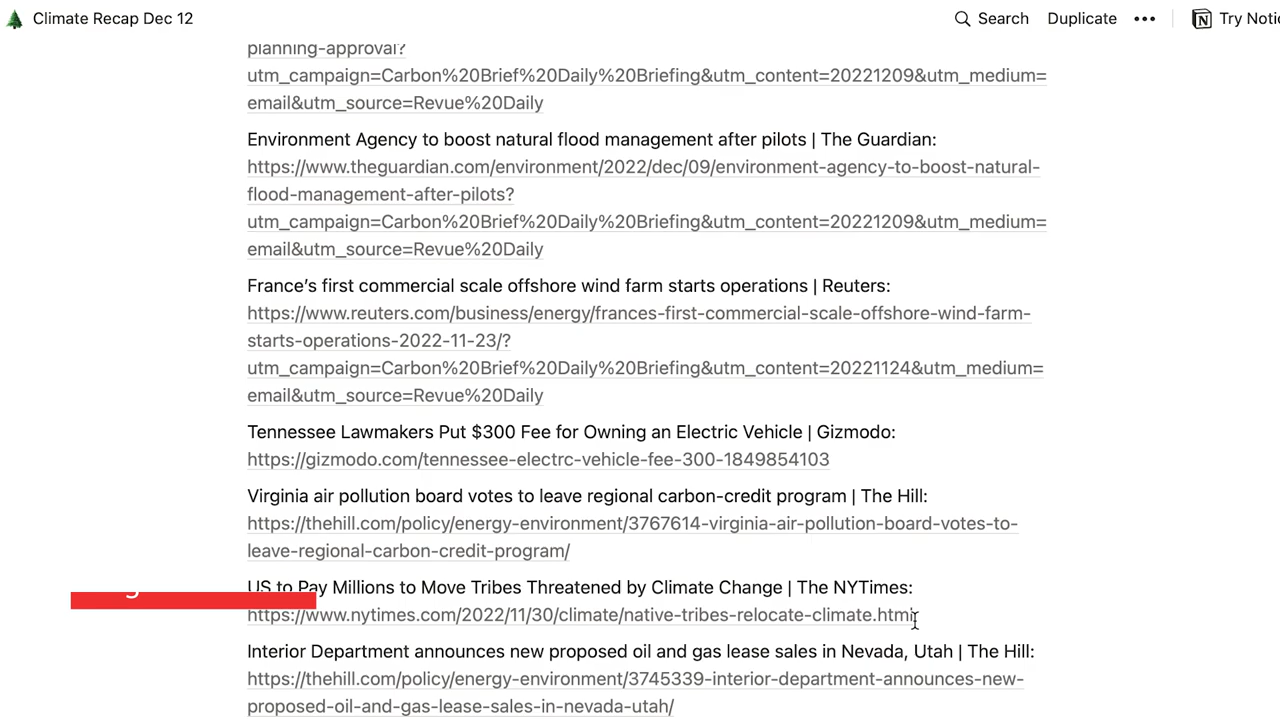 Climate Recap Dec 12
Search Duplicate ••• Try Notio
planning-approval?
utm_campaign=Carbon%20Brief%20Daily%20Briefing&utm_content=20221209&utm_medium=
email&utm_source=Revue%20Daily
Environment Agency to boost natural flood management after pilots | The Guardian:
https://www.theguardian.com/environment/2022/dec/09/environment-agency-to-boost-natural-
flood-management-after-pilots?
utm_campaign=Carbon%20Brief%20Daily%20Briefing&utm_content=20221209&utm_medium=
email&utm_source=Revue%20Daily
France’s first commercial scale offshore wind farm starts operations | Reuters:
https://www.reuters.com/business/energy/frances-first-commercial-scale-offshore-wind-farm-
starts-operations-2022-11-23/?
utm_campaign=Carbon%20Brief%20Daily%20Briefing&utm_content=20221124&utm_medium=
email&utm_source=Revue%20Daily
Tennessee Lawmakers Put $300 Fee for Owning an Electric Vehicle | Gizmodo:
https://gizmodo.com/tennessee-electrc-vehicle-fee-300-1849854103
Virginia air pollution board votes to leave regional carbon-credit program | The Hill:
https://thehill.com/policy/energy-environment/3767614-virginia-air-pollution-board-votes-to-
leave-regional-carbon-credit-program/
US to Pay Millions to Move Tribes Threatened by Climate Change | The NYTimes:
https://www.nytimes.com/2022/11/30/climate/native-tribes-relocate-climate.html
Interior Department announces new proposed oil and gas lease sales in Nevada, Utah | The Hill:
https://thehill.com/policy/energy-environment/3745339-interior-department-announces-new-
proposed-oil-and-gas-lease-sales-in-nevada-utah/